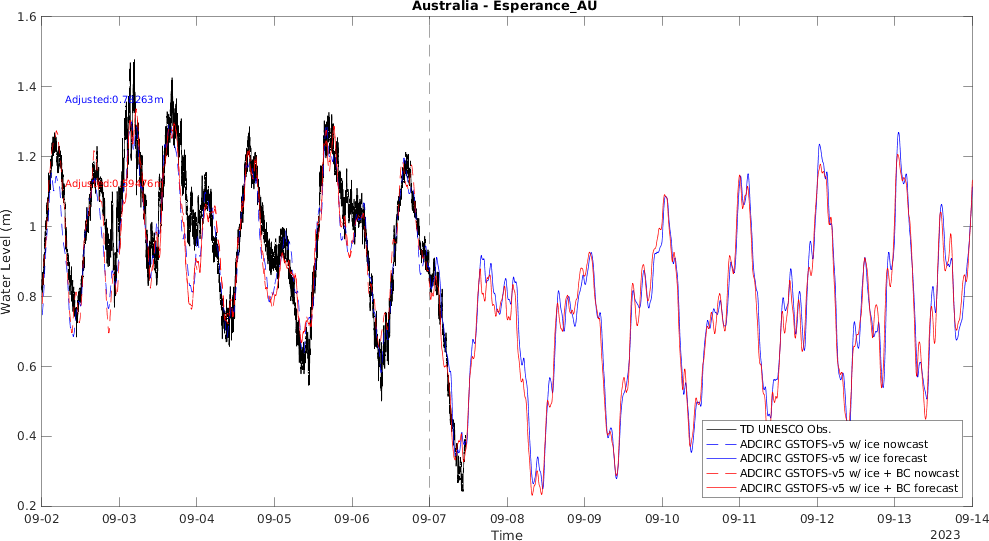 Australia - Esperance_AU
1.6
1.4
1.2
1
0.8
0.6
0.4
0.2
Water Level (m)
Adjusted:0.79263m
TD UNESCO Obs.
ADCIRC GSTOFS-v5 w/ ice nowcast
ADCIRC GSTOFS-v5 w/ ice forecast
ADCIRC GSTOFS-v5 w/ ice + BC nowcast
ADCIRC GSTOFS-v5 w/ ice + BC forecast
09-02
09-03
09-04
09-05
09-06
09-07
09-08
09-09
09-10
09-11
09-12
09-13
09-14
Time
2023